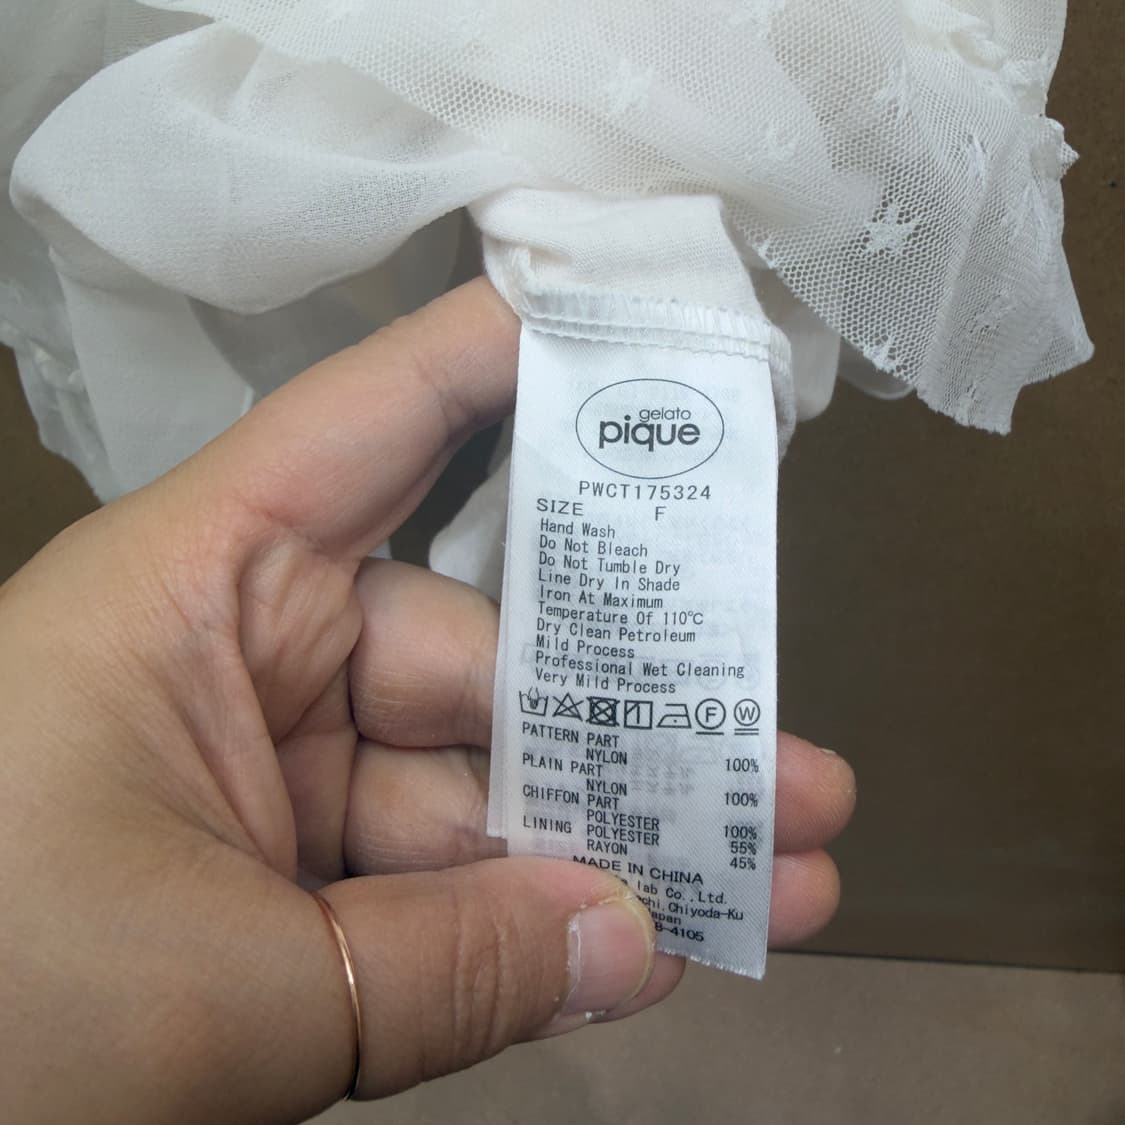 gelato
pique
PWCT175324
SIZE F
Hand Wash
Do Not Bleach
Do Not Tumble Dry
Line Dry In Shade
Iron At Maximum
Temperature Of 110℃
Dry Clean Petroleum
Mild Process
Professional Wet Cleaning
Very Mild Process
F W
PATTERN PART
NYLON 100%
PLAIN PART
NYLON 100%
CHIFFON PART
POLYESTER 100%
LINING POLYESTER 55%
RAYON 45%
MADE IN CHINA
lab Co.,Ltd.
Chiyoda-Ku
8-4105